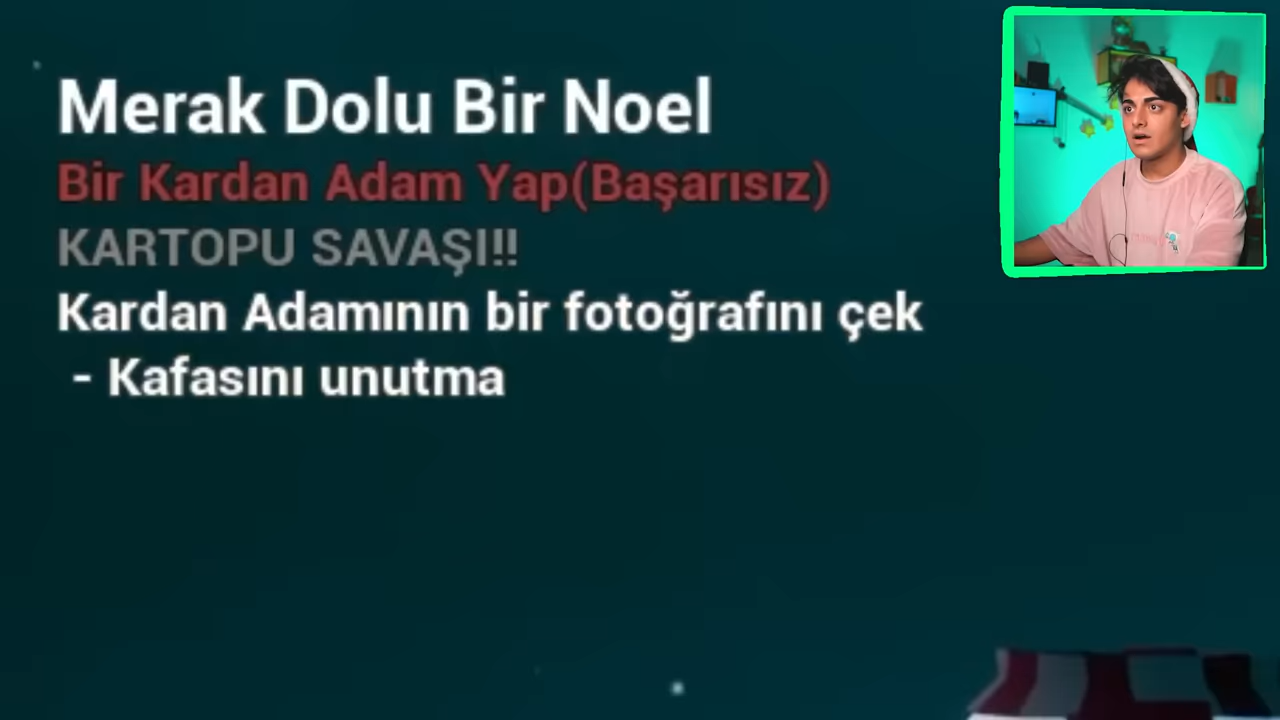 Merak Dolu Bir Noel
Bir Kardan Adam Yap(Başarısız)
KARTOPU SAVAŞI!!
Kardan Adamının bir fotoğrafını çek
- Kafasını unutma